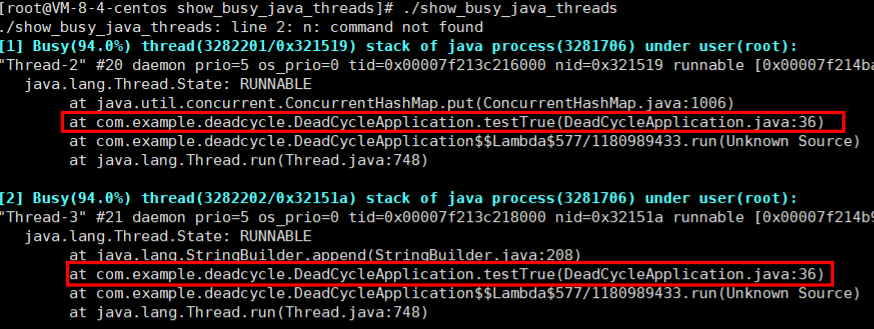 [root@VM-8-4-centos show_busy_java_threads]# ./show_busy_java_threads
./show_busy_java_threads: line 2: n: command not found
[1] Busy(94.0%) thread(3282201/0x321519) stack of java process(3281706) under user(root):
"Thread-2" #20 daemon prio=5 os_prio=0 tid=0x00007f213c216000 nid=0x321519 runnable [0x00007f214ba
java.lang.Thread.State: RUNNABLE
at java.util.concurrent.ConcurrentHashMap.put(ConcurrentHashMap.java:1006)
at com.example.deadcycle.DeadCycleApplication.testTrue(DeadCycleApplication.java:36)
at com.example.deadcycle.DeadCycleApplication$$Lambda$577/1180989433.run(Unknown Source)
at java.lang.Thread.run(Thread.java:748)
[2] Busy(94.0%) thread(3282202/0x32151a) stack of java process(3281706) under user(root):
"Thread-3" #21 daemon prio=5 os_prio=0 tid=0x00007f213c218000 nid=0x32151a runnable [0x00007f214b9
java.lang.Thread.State: RUNNABLE
at java.lang.StringBuilder.append(StringBuilder.java:208)
at com.example.deadcycle.DeadCycleApplication.testTrue(DeadCycleApplication.java:36)
at com.example.deadcycle.DeadCycleApplication$$Lambda$577/1180989433.run(Unknown Source)
at java.lang.Thread.run(Thread.java:748)